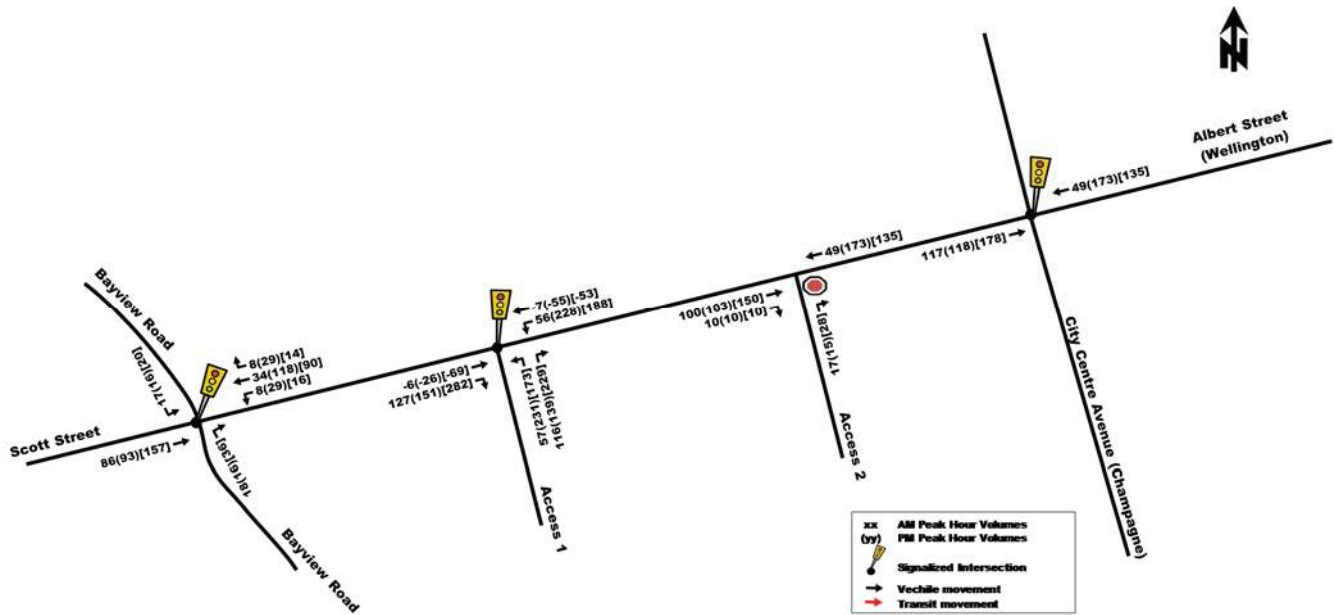 Albert Street
(Wellington)
49(173)[135]
117(118)[178]
49(173)[135]
100(103)[150]
10(10)[10]
17(15)[28]
-7(-55)[-53]
56(228)[188]
-6(-26)[-69]
127(151)[282]
57(231)[173]
116(139)[229]
Bayview Road
8(29)[14]
34(118)[90]
8(29)[16]
17(16)[20]
Scott Street
86(93)[157]
18(16)[36]
Bayview Road
Access 1
Access 2
City Centre Avenue (Champagne)
xx AM Peak Hour Volumes
(yy) PM Peak Hour Volumes
Signalized Intersection
Vechile movement
Transit movement
N